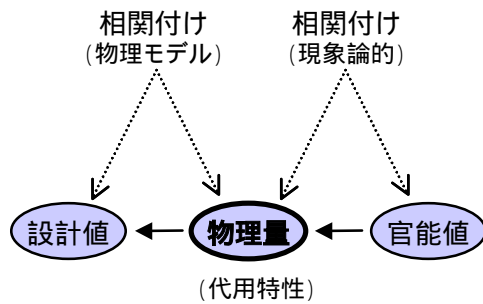 相関付け
(物理モデル)
相関付け
(現象論的)
設計値
物理量
官能値
(代用特性)